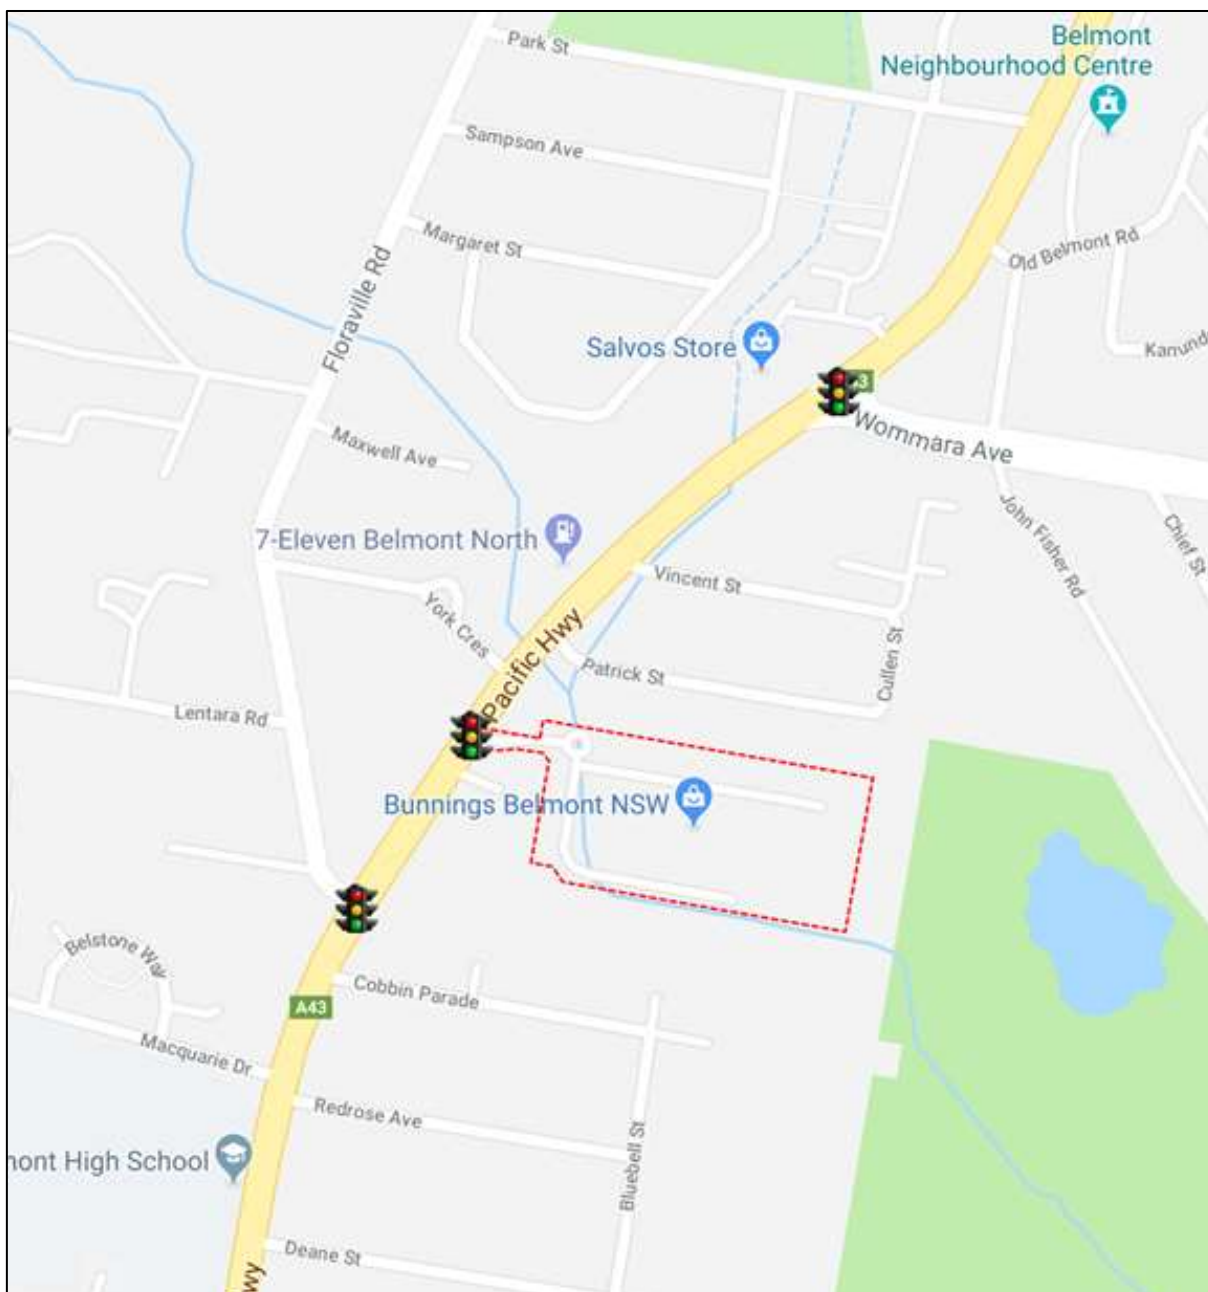 Park St
Belmont
Neighbourhood Centre
Sampson Ave
Margaret St
Old Belmont Rd
Floraville Rd
Salvos Store
Wommara Ave
Maxwell Ave
7-Eleven Belmont North
John Fisher Rd
Chief St
Vincent St
York Cres
Pacific Hwy
Patrick St
Cullen St
Lentara Rd
Bunnings Belmont NSW
Belstone Way
Cobbin Parade
A43
Macquarie Dr
Redrose Ave
mont High School
Bluebell St
Deane St